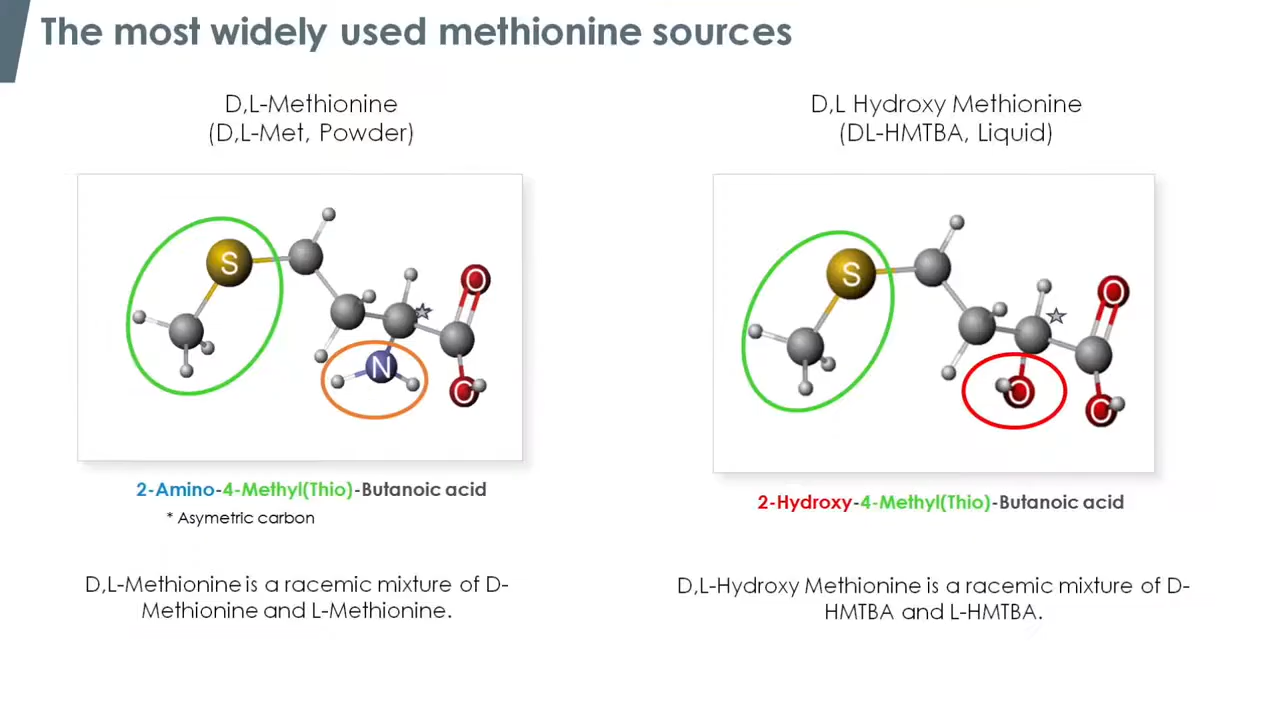 The most widely used methionine sources
D,L-Methionine
(D,L-Met, Powder)
D,L Hydroxy Methionine
(DL-HMTBA, Liquid)
S
N
O
O
S
O
O
O
2-Amino-4-Methyl(Thio)-Butanoic acid
* Asymetric carbon
2-Hydroxy-4-Methyl(Thio)-Butanoic acid
D,L-Methionine is a racemic mixture of D-
Methionine and L-Methionine.
D,L-Hydroxy Methionine is a racemic mixture of D-
HMTBA and L-HMTBA.